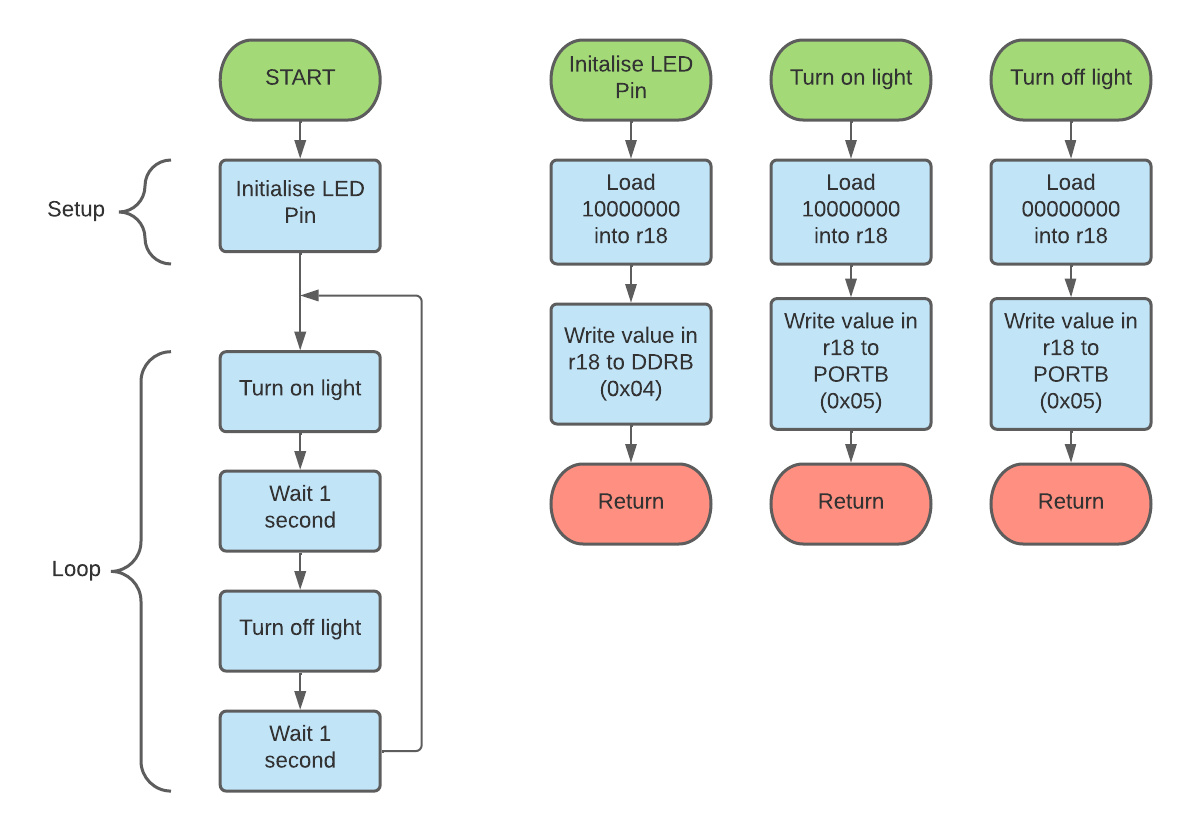 START
Setup
Initialise LED
Pin
Loop
Turn on light
Wait 1
second
Turn off light
Wait 1
second
Initalise LED
Pin
Load
10000000
into r18
Write value in
r18 to DDRB
(0x04)
Return
Turn on light
Load
10000000
into r18
Write value in
r18 to
PORTB
(0x05)
Return
Turn off light
Load
00000000
into r18
Write value in
r18 to
PORTB
(0x05)
Return